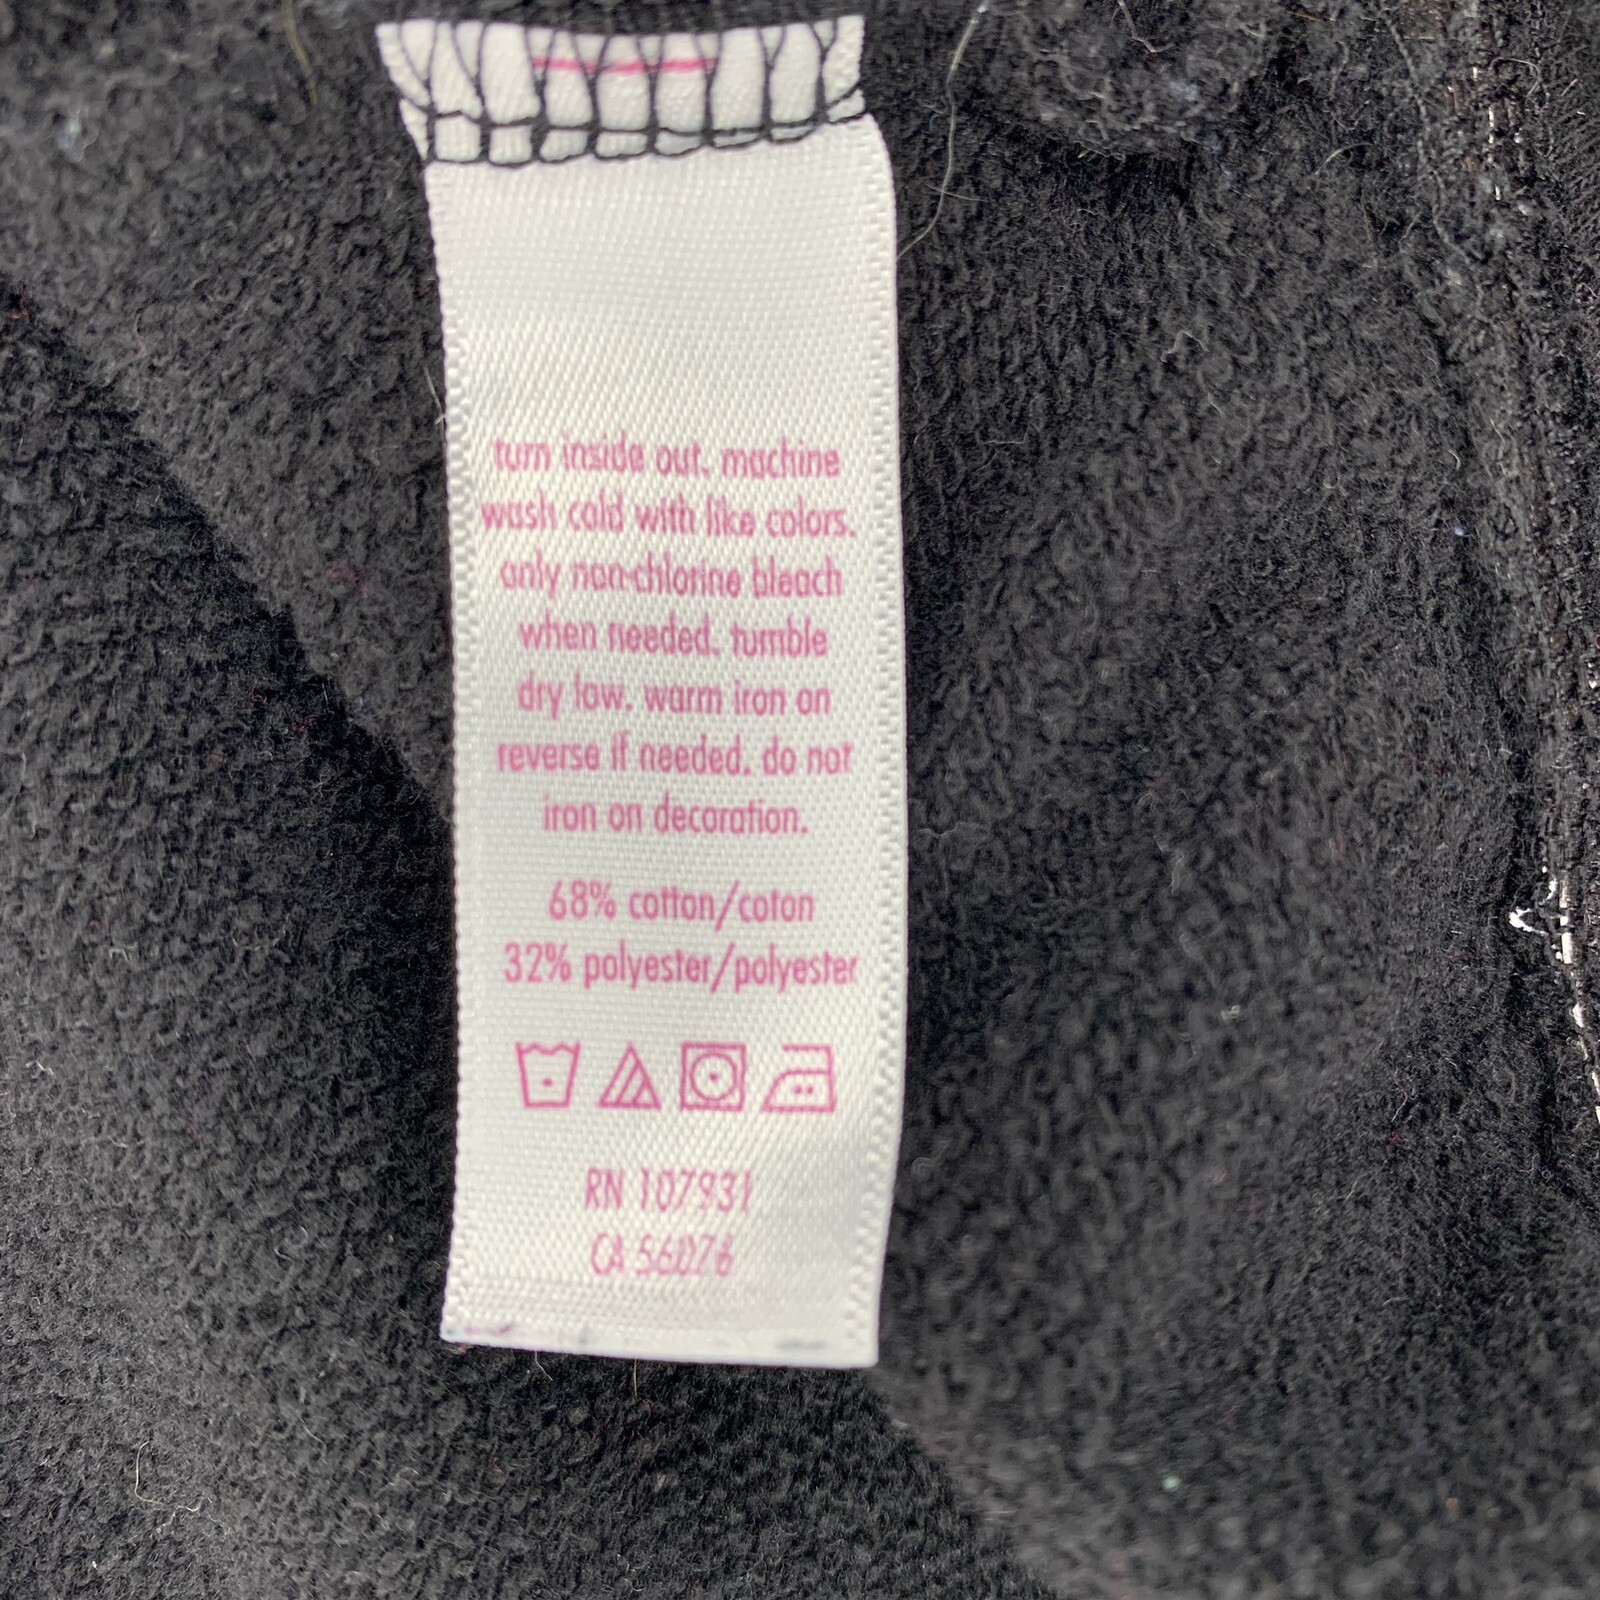 turn inside out. machine
wash cold with like colors.
only non-chlorine bleach
when needed. tumble
dry low. warm iron on
reverse if needed. do not
iron on decoration.
68% cotton/coton
32% polyester/polyester
RN 107931
CA 56076